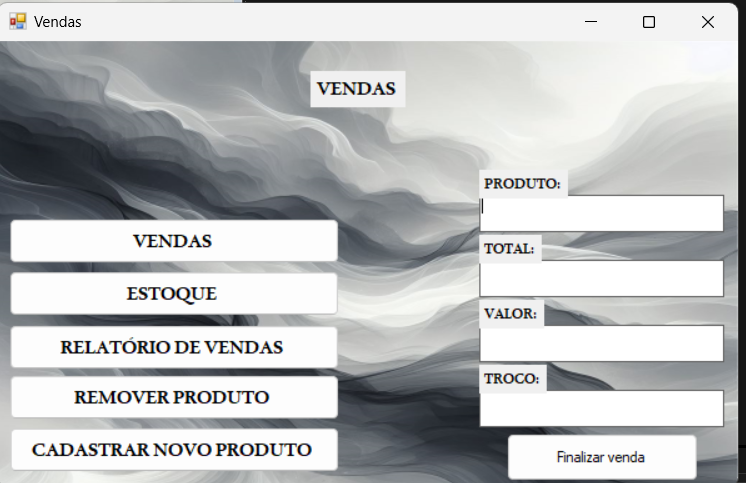 Vendas
VENDAS
PRODUTO:
TOTAL:
VALOR:
TROCO:
VENDAS
ESTOQUE
RELATÓRIO DE VENDAS
REMOVER PRODUTO
CADASTRAR NOVO PRODUTO
Finalizar venda